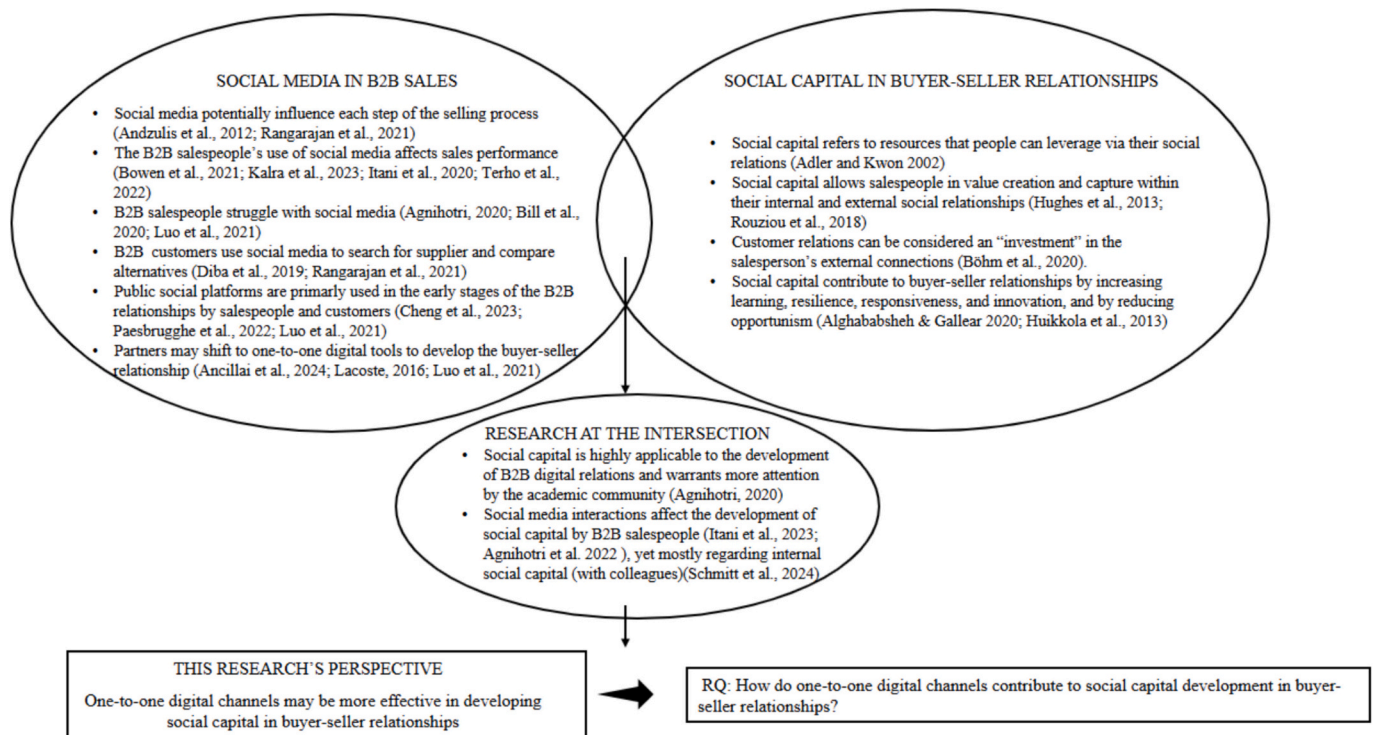 SOCIAL MEDIA IN B2B SALES
• Social media potentially influence each step of the selling process
(Andzulis et al., 2012; Rangarajan et al., 2021)
• The B2B salespeople’s use of social media affects sales performance
(Bowen et al., 2021; Kalra et al., 2023; Itani et al., 2020; Terho et al.,
2022)
• B2B salespeople struggle with social media (Agnihotri, 2020; Bill et al.,
2020; Luo et al., 2021)
• B2B customers use social media to search for supplier and compare
alternatives (Diba et al., 2019; Rangarajan et al., 2021)
• Public social platforms are primarily used in the early stages of the B2B
relationships by salespeople and customers (Cheng et al., 2023;
Paesbrugghe et al., 2022; Luo et al., 2021)
• Partners may shift to one-to-one digital tools to develop the buyer-seller
relationship (Ancillai et al., 2024; Lacoste, 2016; Luo et al., 2021)
SOCIAL CAPITAL IN BUYER-SELLER RELATIONSHIPS
• Social capital refers to resources that people can leverage via their social
relations (Adler and Kwon 2002)
• Social capital allows salespeople in value creation and capture within
their internal and external social relationships (Hughes et al., 2013;
Rouziou et al., 2018)
• Customer relations can be considered an “investment” in the
salesperson’s external connections (Böhm et al., 2020).
• Social capital contribute to buyer-seller relationships by increasing
learning, resilience, responsiveness, and innovation, and by reducing
opportunism (Alghababsheh & Gallear 2020; Huikkola et al., 2013)
RESEARCH AT THE INTERSECTION
• Social capital is highly applicable to the development
of B2B digital relations and warrants more attention
by the academic community (Agnihotri, 2020)
• Social media interactions affect the development of
social capital by B2B salespeople (Itani et al., 2023;
Agnihotri et al. 2022 ), yet mostly regarding internal
social capital (with colleagues)(Schmitt et al., 2024)
THIS RESEARCH’S PERSPECTIVE
One-to-one digital channels may be more effective in developing
social capital in buyer-seller relationships
RQ: How do one-to-one digital channels contribute to social capital development in buyer-
seller relationships?